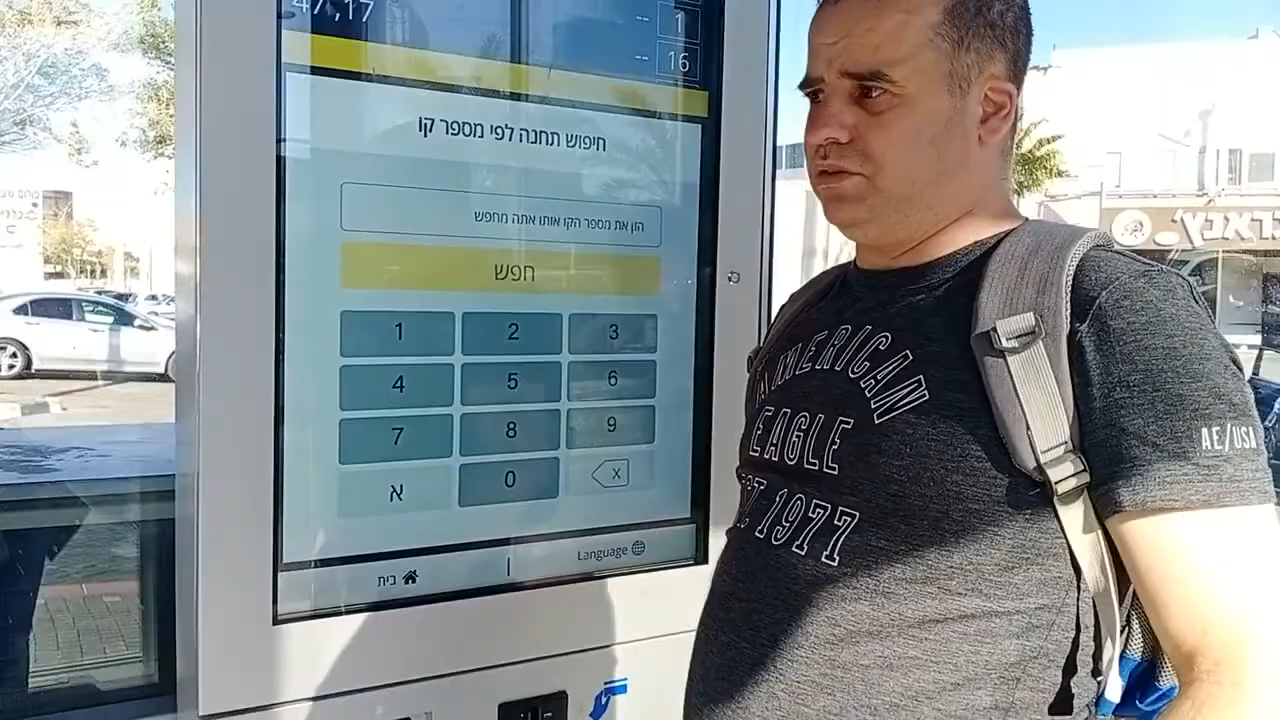 47,17
1
16
חיפוש תחנה לפי מספר קו
הזן את מספר הקו אותו אתה מחפש
חפש
1 2 3
4 5 6
7 8 9
א 0 X
בית | Language
AMERICAN
EAGLE
1977
AE/USA